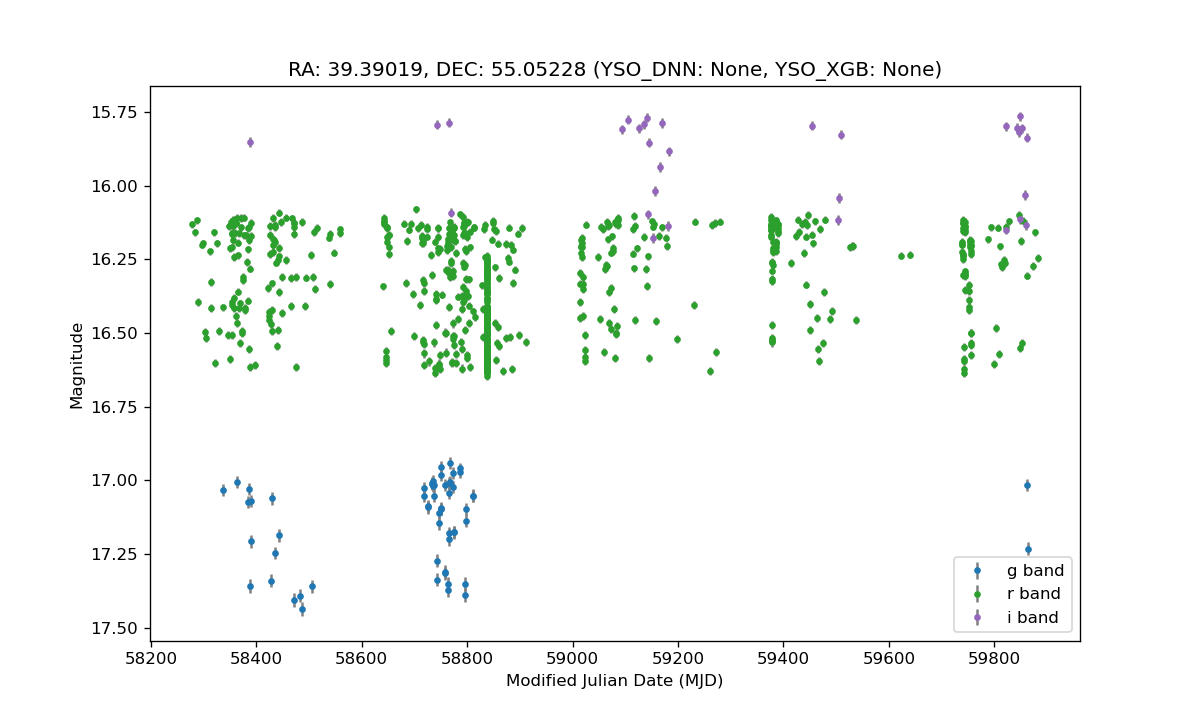 RA: 39.39019, DEC: 55.05228 (YSO_DNN: None, YSO_XGB: None)
Magnitude
15.75
16.00
16.25
16.50
16.75
17.00
17.25
17.50
g band
r band
i band
58200 58400 58600 58800 59000 59200 59400 59600 59800
Modified Julian Date (MJD)